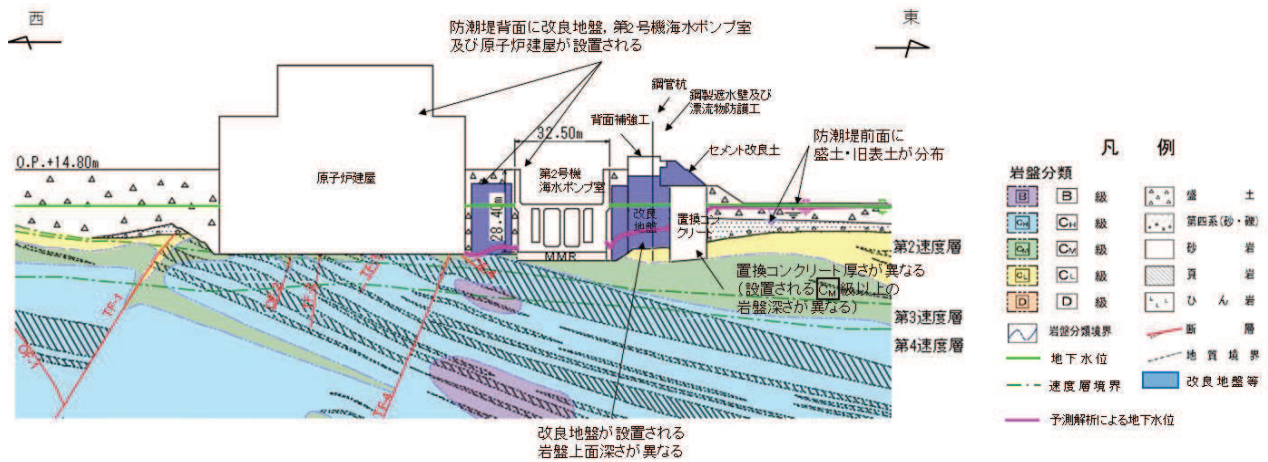 西
東
防潮堤背面に改良地盤,第2号機海水ポンプ室
及び原子炉建屋が設置される
鋼管杭
鋼製遮水壁及び
漂流物防護工
背面補強工
32.50m
セメント改良土
防潮堤前面に
盛土・旧表土が分布
O.P.+14.80m
原子炉建屋
第2号機
海水ポンプ室
28.40m
改良
地盤
置換コン
クリート
MMR
第2速度層
置換コンクリート厚さが異なる
(設置されるCM級以上の
岩盤深さが異なる)
第3速度層
第4速度層
TF-1
OF-1
TF-4
改良地盤が設置される
岩盤上面深さが異なる
凡 例
岩盤分類
B B 級
CH CH 級
CM CM 級
CL CL 級
D D 級
岩盤分類境界
地下水位
速度層境界
予測解析による地下水位
盛 土
第四系(砂・礫)
砂 岩
頁 岩
ひ ん 岩
断 層
地 質 境 界
改良地盤等